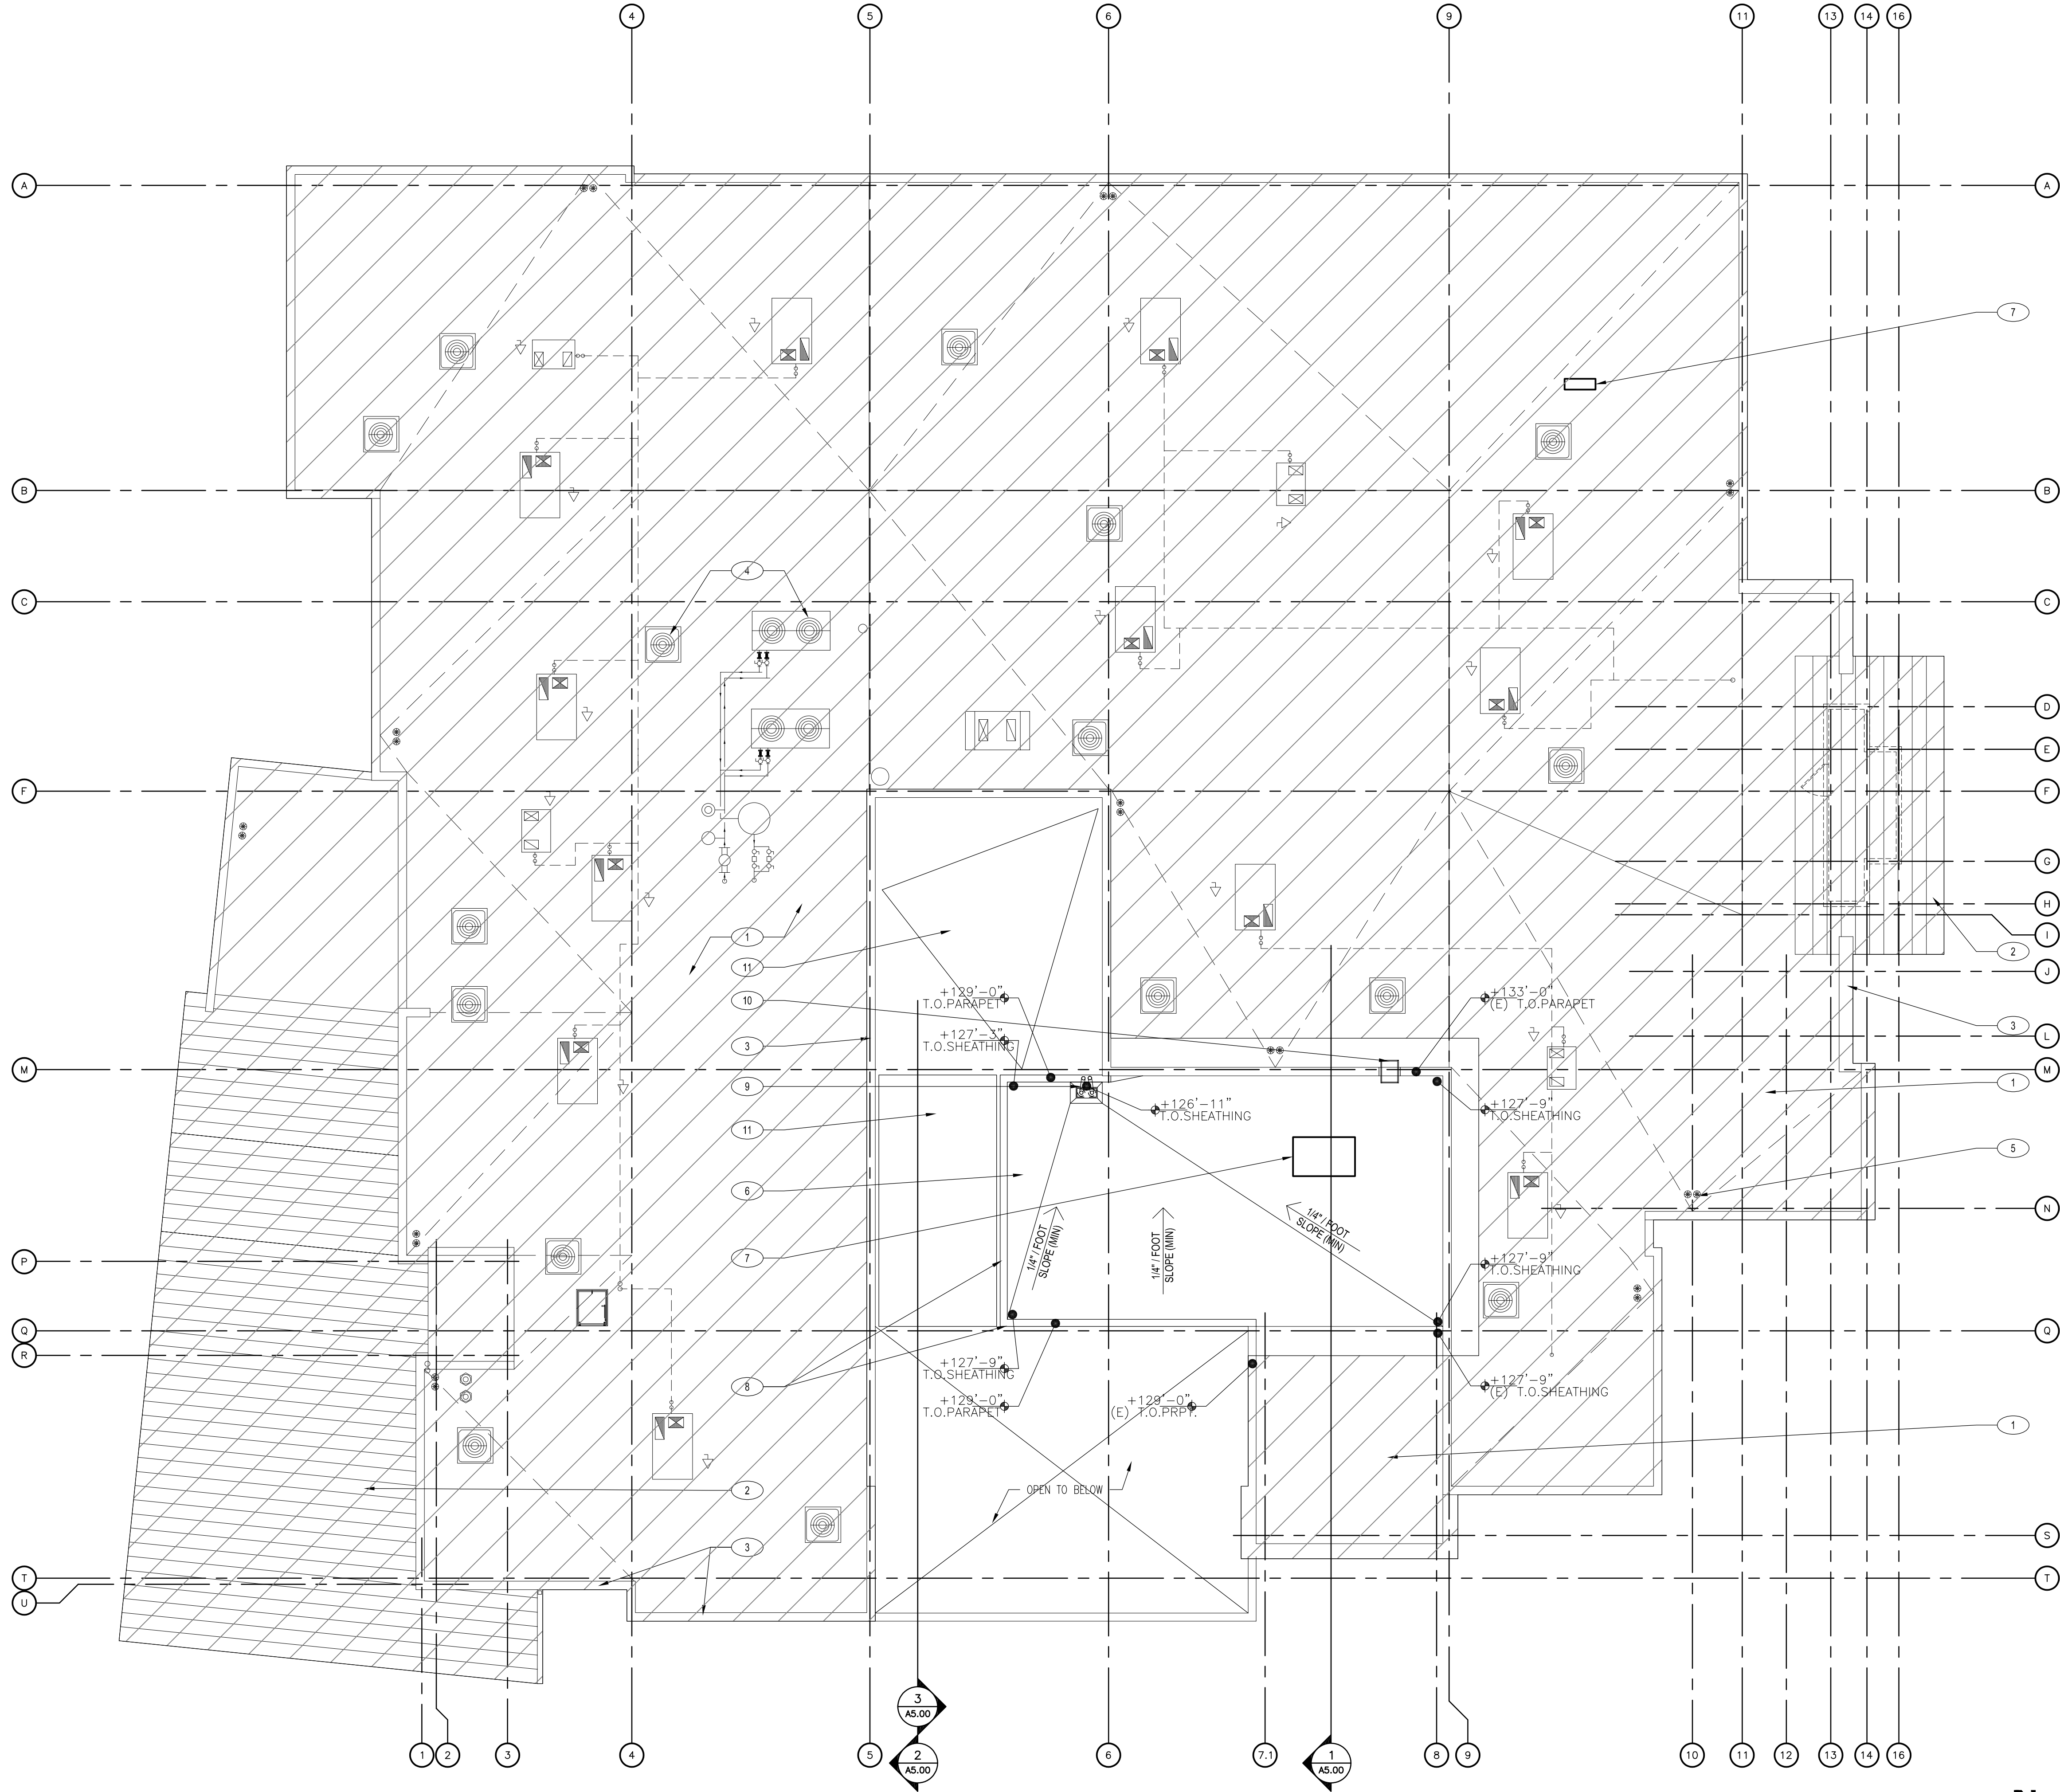 4 5 6 9 11 13 14 16
A A
7
B B
4
C C
D
E
F F
G
H
1 I
11 2
J
10
+129'-0"
T.O.PARAPET
+133'-0"
(E) T.O.PARAPET
3
3
+127'-3"
T.O.SHEATHING
L
M M
9 1
+126'-11"
T.O.SHEATHING
+127'-9"
T.O.SHEATHING
11
5
6
N
1/4" / FOOT
SLOPE (MIN)
1/4" / FOOT
SLOPE (MIN)
1/4" / FOOT
SLOPE (MIN)
7
P
+127'-9"
T.O.SHEATHING
Q Q
R
+127'-9"
T.O.SHEATHING
8
+127'-9"
(E) T.O.SHEATHING
+129'-0"
T.O.PARAPET
+129'-0"
(E) T.O.PRPT.
1
2
OPEN TO BELOW
S
3
T T
U
3
A5.00
2
A5.00
1
A5.00
1 2 3 4 5 6 7.1 8 9 10 11 12 13 14 16